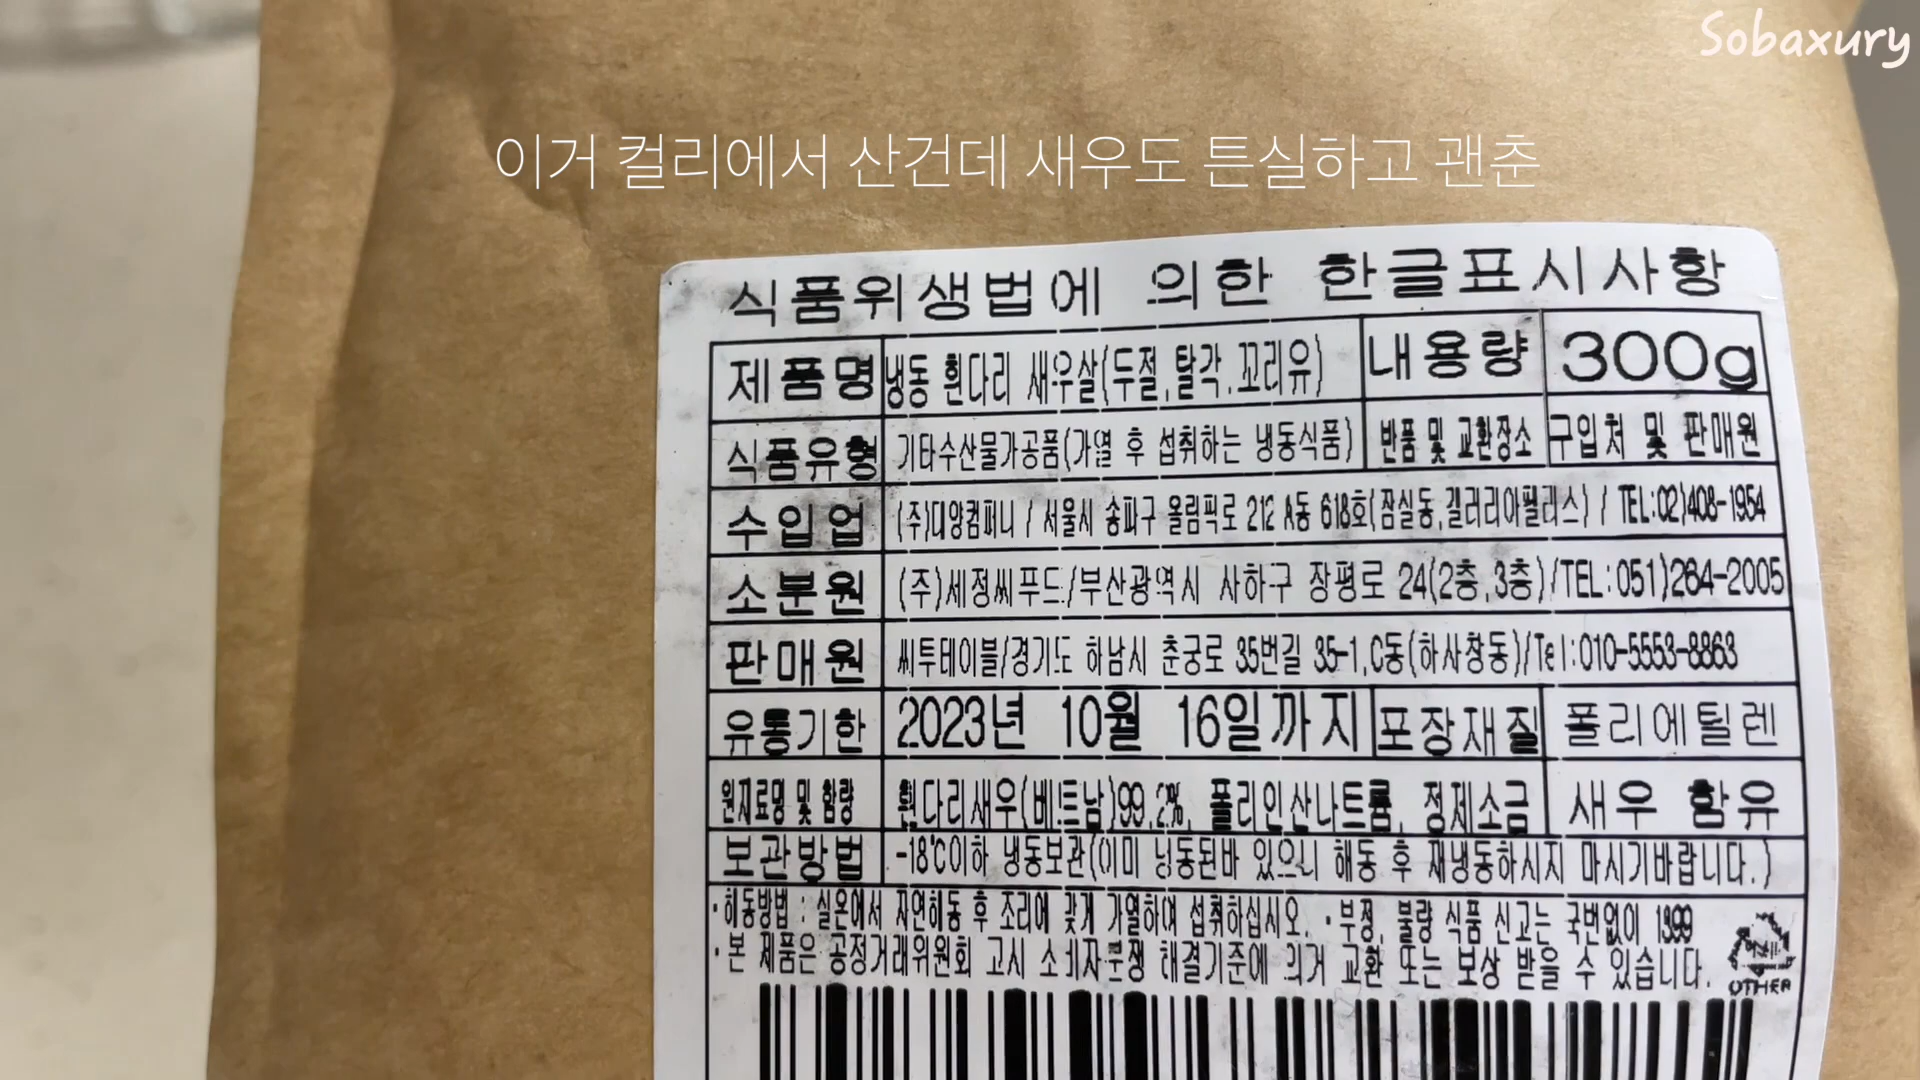 Sobaxury
이거 컬리에서 산건데 새우도 튼실하고 괜춘
식품위생법에 의한 한글표시사항
제품명 냉동 흰다리 새우살(두절,탈각,꼬리유) 내용량 300g
식품유형 기타수산물가공품(가열 후 섭취하는 냉동식품) 반품 및 교환장소 구입처 및 판매원
수입업 (주)대양컴퍼니 / 서울시 송파구 올림픽로 212 A동 618호(잠실동,갤러리아팰리스) / TEL:02)408-1954
소분원 (주)세정씨푸드/부산광역시 사하구 장평로 24(2층,3층)/TEL:051)264-2005
판매원 씨투테이블/경기도 하남시 춘궁로 35번길 35-1,C동(하사창동)/Tel:010-5553-8863
유통기한 2023년 10월 16일까지 포장재질 폴리에틸렌
원재료명 및 함량 흰다리새우(베트남)99.2%, 폴리인산나트륨, 정제소금 새우 함유
보관방법 -18℃이하 냉동보관(이미 냉동된바 있으니 해동 후 재냉동하시지 마시기바랍니다.)
·해동방법 : 실온에서 자연해동 후 조리에 맞게 가열하여 섭취하십시오. ·부정, 불량 식품 신고는 국번없이 1399
·본 제품은 공정거래위원회 고시 소비자분쟁 해결기준에 의거 교환 또는 보상 받을 수 있습니다.
OTHER